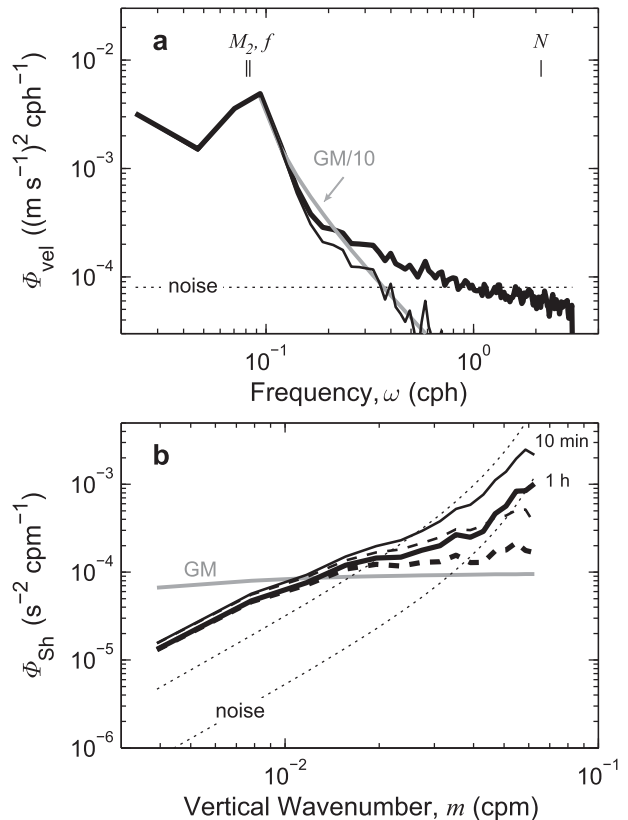 a
M₂, f
N
10⁻²
GM/10
10⁻³
10⁻⁴
noise
Φvel ((m s⁻¹)² cph⁻¹)
10⁻¹
10⁰
Frequency, ω (cph)
b
10 min
10⁻³
1 h
GM
10⁻⁴
10⁻⁵
noise
10⁻⁶
ΦSh (s⁻² cpm⁻¹)
10⁻²
10⁻¹
Vertical Wavenumber, m (cpm)